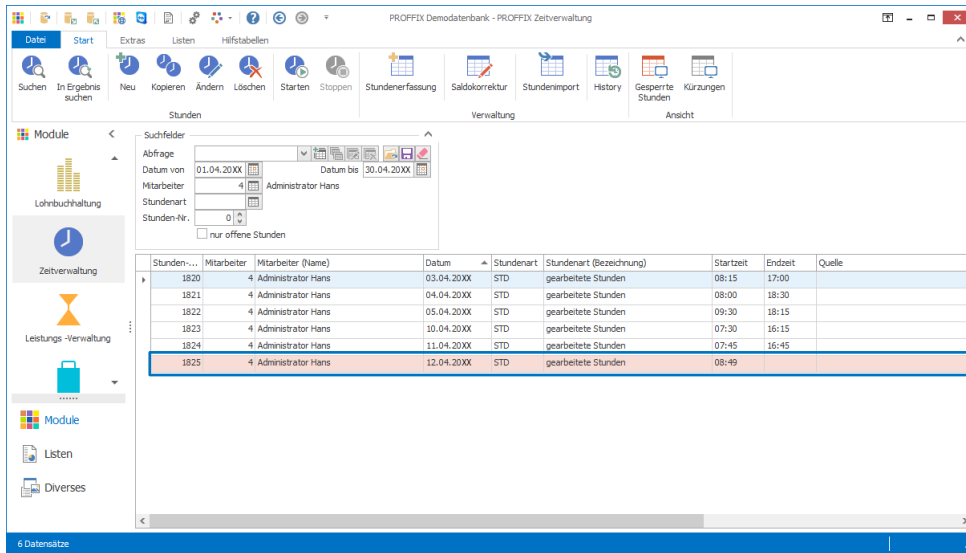 PROFFIX Demodatenbank - PROFFIX Zeitverwaltung
Datei Start Extras Listen Hilfstabellen
Suchen In Ergebnis suchen Neu Kopieren Ändern Löschen Starten Stoppen Stundenerfassung Saldokorrektur Stundenimport History Gesperrte Stunden Kürzungen
Stunden Verwaltung Ansicht
Module
Lohnbuchhaltung
Zeitverwaltung
Leistungs -Verwaltung
Module
Listen
Diverses
Suchfelder
Abfrage
Datum von 01.04.20XX Datum bis 30.04.20XX
Mitarbeiter 4 Administrator Hans
Stundenart
Stunden-Nr. 0
nur offene Stunden
Stunden-... Mitarbeiter Mitarbeiter (Name) Datum Stundenart Stundenart (Bezeichnung) Startzeit Endzeit Quelle
1820 4 Administrator Hans 03.04.20XX STD gearbeitete Stunden 08:15 17:00
1821 4 Administrator Hans 04.04.20XX STD gearbeitete Stunden 08:00 18:30
1822 4 Administrator Hans 05.04.20XX STD gearbeitete Stunden 09:30 18:15
1823 4 Administrator Hans 10.04.20XX STD gearbeitete Stunden 07:30 16:15
1824 4 Administrator Hans 11.04.20XX STD gearbeitete Stunden 07:45 16:45
1825 4 Administrator Hans 12.04.20XX STD gearbeitete Stunden 08:49
6 Datensätze